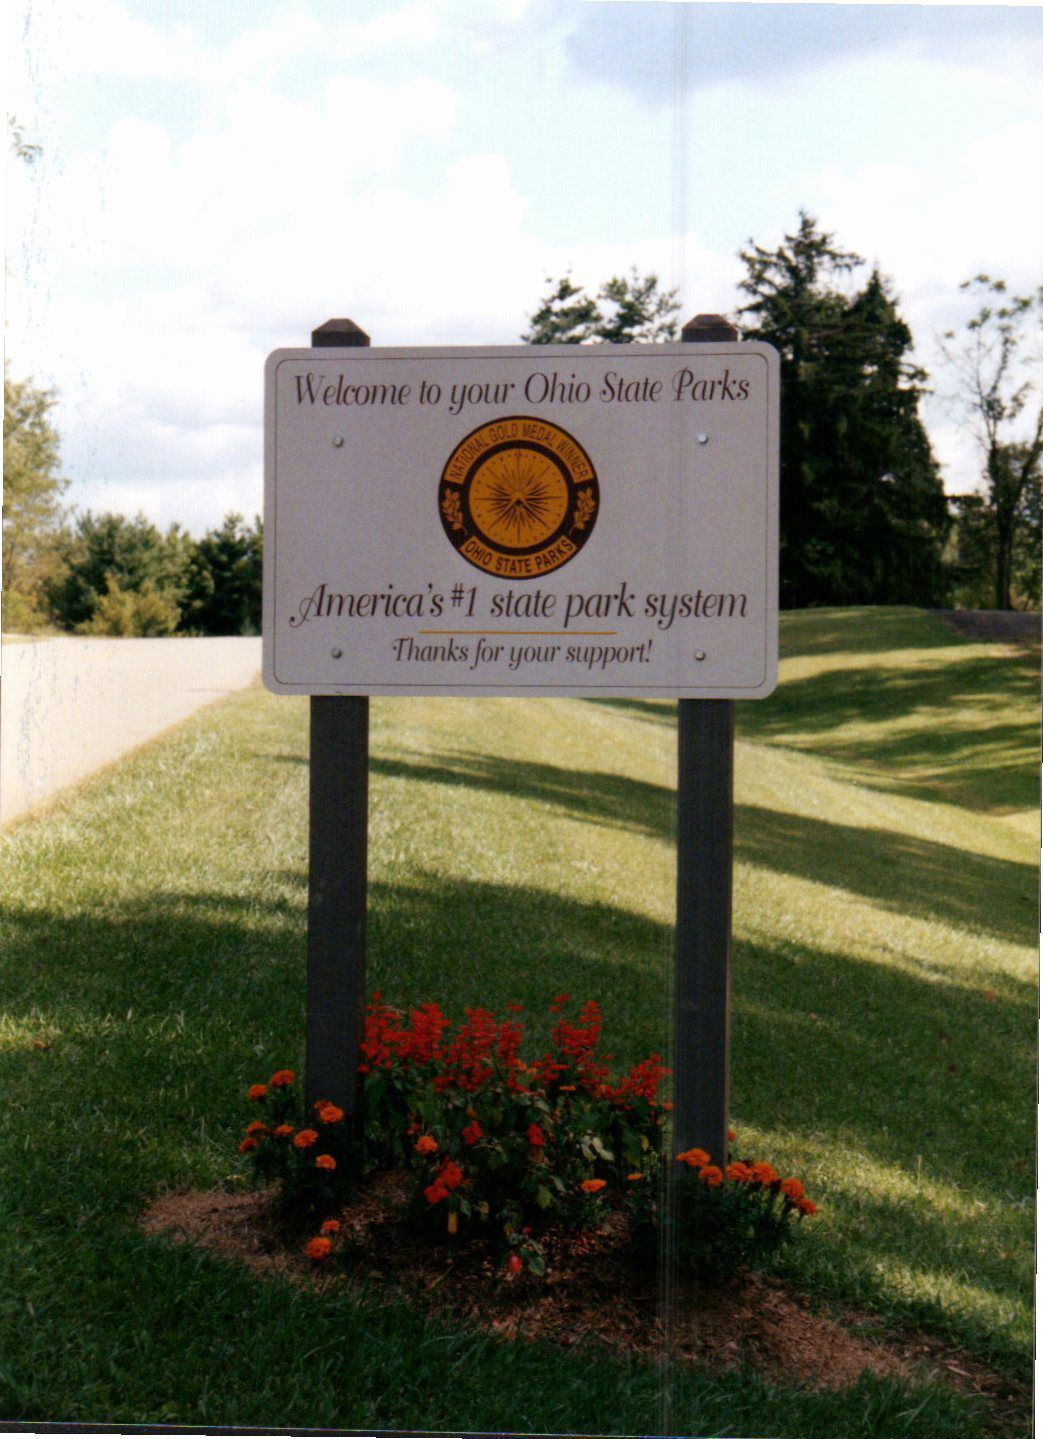 Welcome to your Ohio State Parks
NATIONAL GOLD MEDAL WINNER
OHIO STATE PARKS
America's #1 state park system
Thanks for your support!